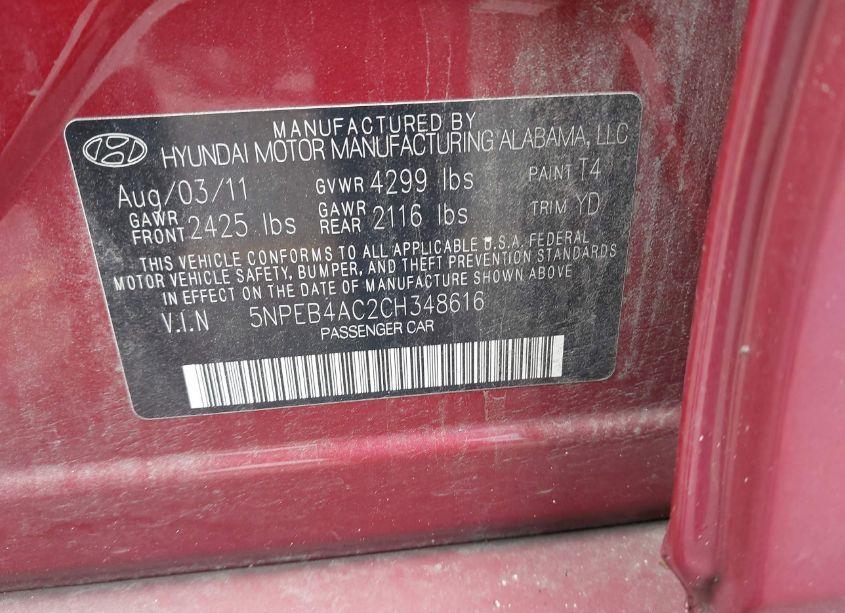 MANUFACTURED BY
HYUNDAI MOTOR MANUFACTURING ALABAMA, LLC
Aug/03/11 GVWR 4299 lbs PAINT T4
GAWR FRONT 2425 lbs GAWR REAR 2116 lbs TRIM YD
THIS VEHICLE CONFORMS TO ALL APPLICABLE U.S.A. FEDERAL
MOTOR VEHICLE SAFETY, BUMPER, AND THEFT PREVENTION STANDARDS
IN EFFECT ON THE DATE OF MANUFACTURE SHOWN ABOVE
V.I.N 5NPEB4AC2CH348616
PASSENGER CAR